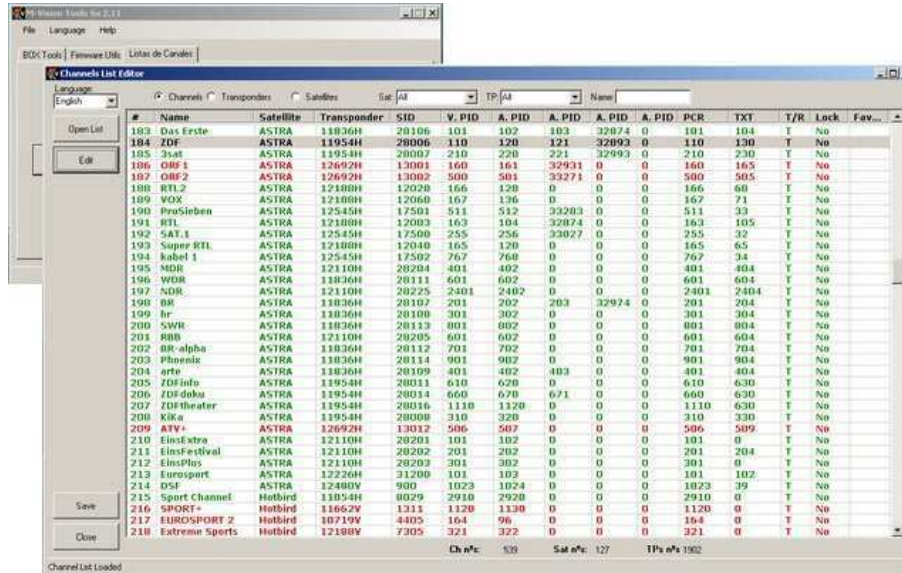 M-Vision Tools for 2.11
File Language Help
BOX Tools Firmware Utils Listas de Canales
Channels List Editor
Language:
English
Channels Transponders Satellites Sat: All TP: All Name
Open List
Edit
Save
Close
# Name Satellite Transponder SID V. PID A. PID A. PID A. PID A. PID PCR TXT T/R Lock Fav...
183 Das Erste ASTRA 11836H 28106 101 102 103 32874 0 101 104 T No
184 ZDF ASTRA 11954H 28006 110 120 121 32893 0 110 130 T No
185 3sat ASTRA 11954H 28007 210 220 221 32993 0 210 230 T No
186 ORF1 ASTRA 12692H 13001 160 161 32931 0 0 160 165 T No
187 ORF2 ASTRA 12692H 13002 500 501 33271 0 0 500 505 T No
188 RTL2 ASTRA 12188H 12020 166 128 0 0 0 166 68 T No
189 VOX ASTRA 12188H 12060 167 136 0 0 0 167 71 T No
190 ProSieben ASTRA 12545H 17501 511 512 33283 0 0 511 33 T No
191 RTL ASTRA 12188H 12003 163 104 32874 0 0 163 105 T No
192 SAT.1 ASTRA 12545H 17500 255 256 33027 0 0 255 32 T No
193 Super RTL ASTRA 12188H 12040 165 120 0 0 0 165 65 T No
194 kabel 1 ASTRA 12545H 17502 767 768 0 0 0 767 34 T No
195 MDR ASTRA 12110H 28204 401 402 0 0 0 401 404 T No
196 WDR ASTRA 11836H 28111 601 602 0 0 0 601 604 T No
197 NDR ASTRA 12110H 28225 2401 2402 0 0 0 2401 2404 T No
198 BR ASTRA 11836H 28107 201 202 203 32974 0 201 204 T No
199 hr ASTRA 11836H 28108 301 302 0 0 0 301 304 T No
200 SWR ASTRA 11836H 28113 801 802 0 0 0 801 804 T No
201 RBB ASTRA 12110H 28205 601 602 0 0 0 601 604 T No
202 BR-alpha ASTRA 11836H 28112 701 702 0 0 0 701 704 T No
203 Phoenix ASTRA 11836H 28114 901 902 0 0 0 901 904 T No
204 arte ASTRA 11836H 28109 401 402 403 0 0 401 404 T No
205 ZDFinfo ASTRA 11954H 28011 610 620 0 0 0 610 630 T No
206 ZDFdoku ASTRA 11954H 28014 660 670 671 0 0 660 630 T No
207 ZDFtheater ASTRA 11954H 28016 1110 1120 0 0 0 1110 630 T No
208 KiKa ASTRA 11954H 28008 310 320 0 0 0 310 330 T No
209 ATV+ ASTRA 12692H 13012 506 507 0 0 0 506 509 T No
210 EinsExtra ASTRA 12110H 28201 101 102 0 0 0 101 0 T No
211 EinsFestival ASTRA 12110H 28202 201 202 0 0 0 201 204 T No
212 EinsPlus ASTRA 12110H 28203 301 302 0 0 0 301 0 T No
213 Eurosport ASTRA 12226H 31200 101 103 0 0 0 101 102 T No
214 DSF ASTRA 12480V 900 1023 1024 0 0 0 1023 39 T No
215 Sport Channel Hotbird 11054H 8029 2910 2920 0 0 0 2910 0 T No
216 SPORT+ Hotbird 11662V 1311 1120 1130 0 0 0 1120 0 T No
217 EUROSPORT 2 Hotbird 10719V 4405 164 96 0 0 0 164 0 T No
218 Extreme Sports Hotbird 12188V 7305 321 322 0 0 0 321 0 T No
Ch nºs: 539 Sat nºs: 127 TPs nºs 1902
Channel List Loaded